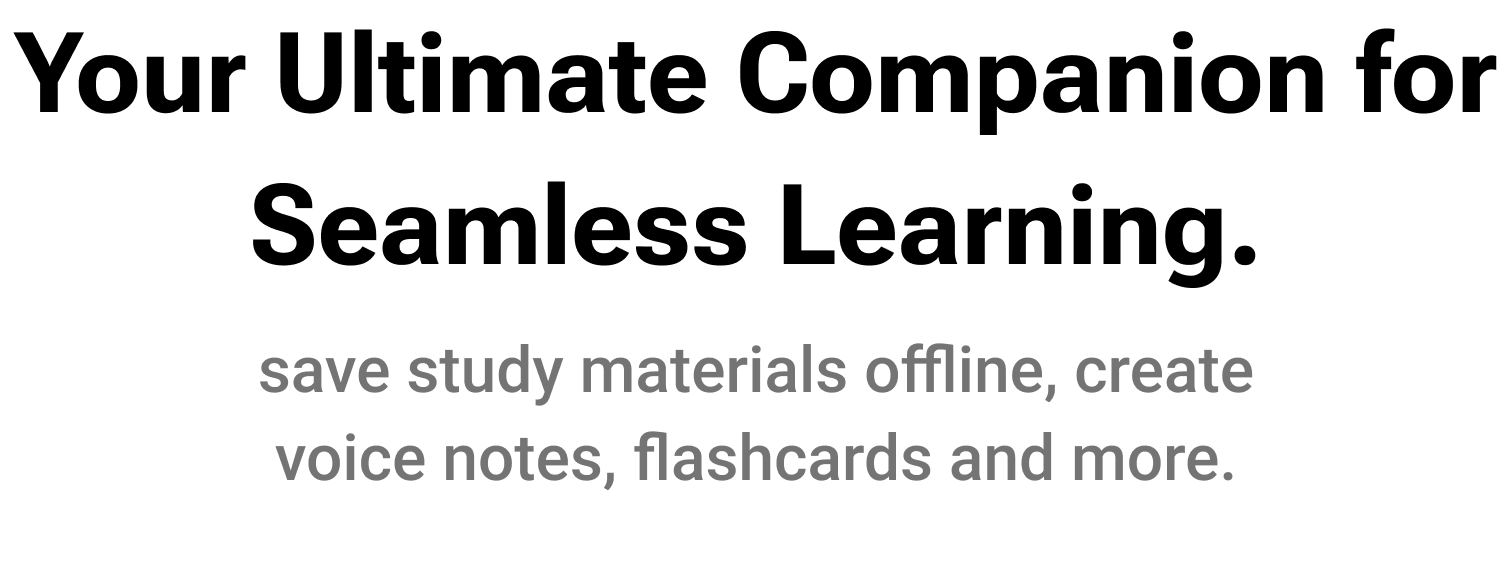 Your Ultimate Companion for
Seamless Learning.
save study materials offline, create
voice notes, flashcards and more.